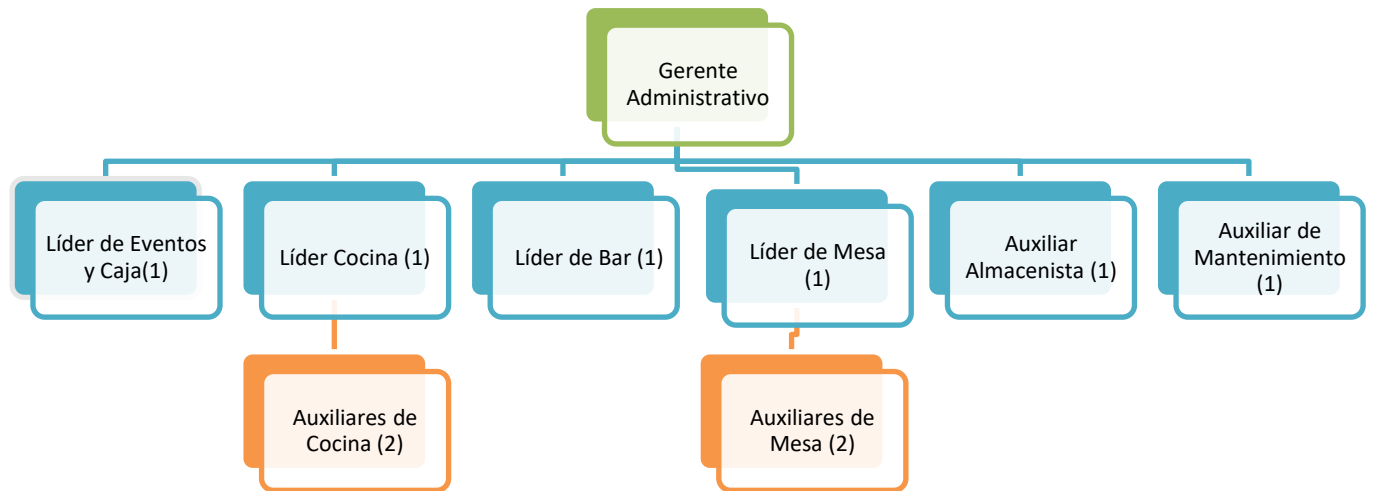 Gerente
Administrativo
Líder de Eventos
y Caja(1)
Líder Cocina (1)
Líder de Bar (1)
Líder de Mesa
(1)
Auxiliar
Almacenista (1)
Auxiliar de
Mantenimiento
(1)
Auxiliares de
Cocina (2)
Auxiliares de
Mesa (2)